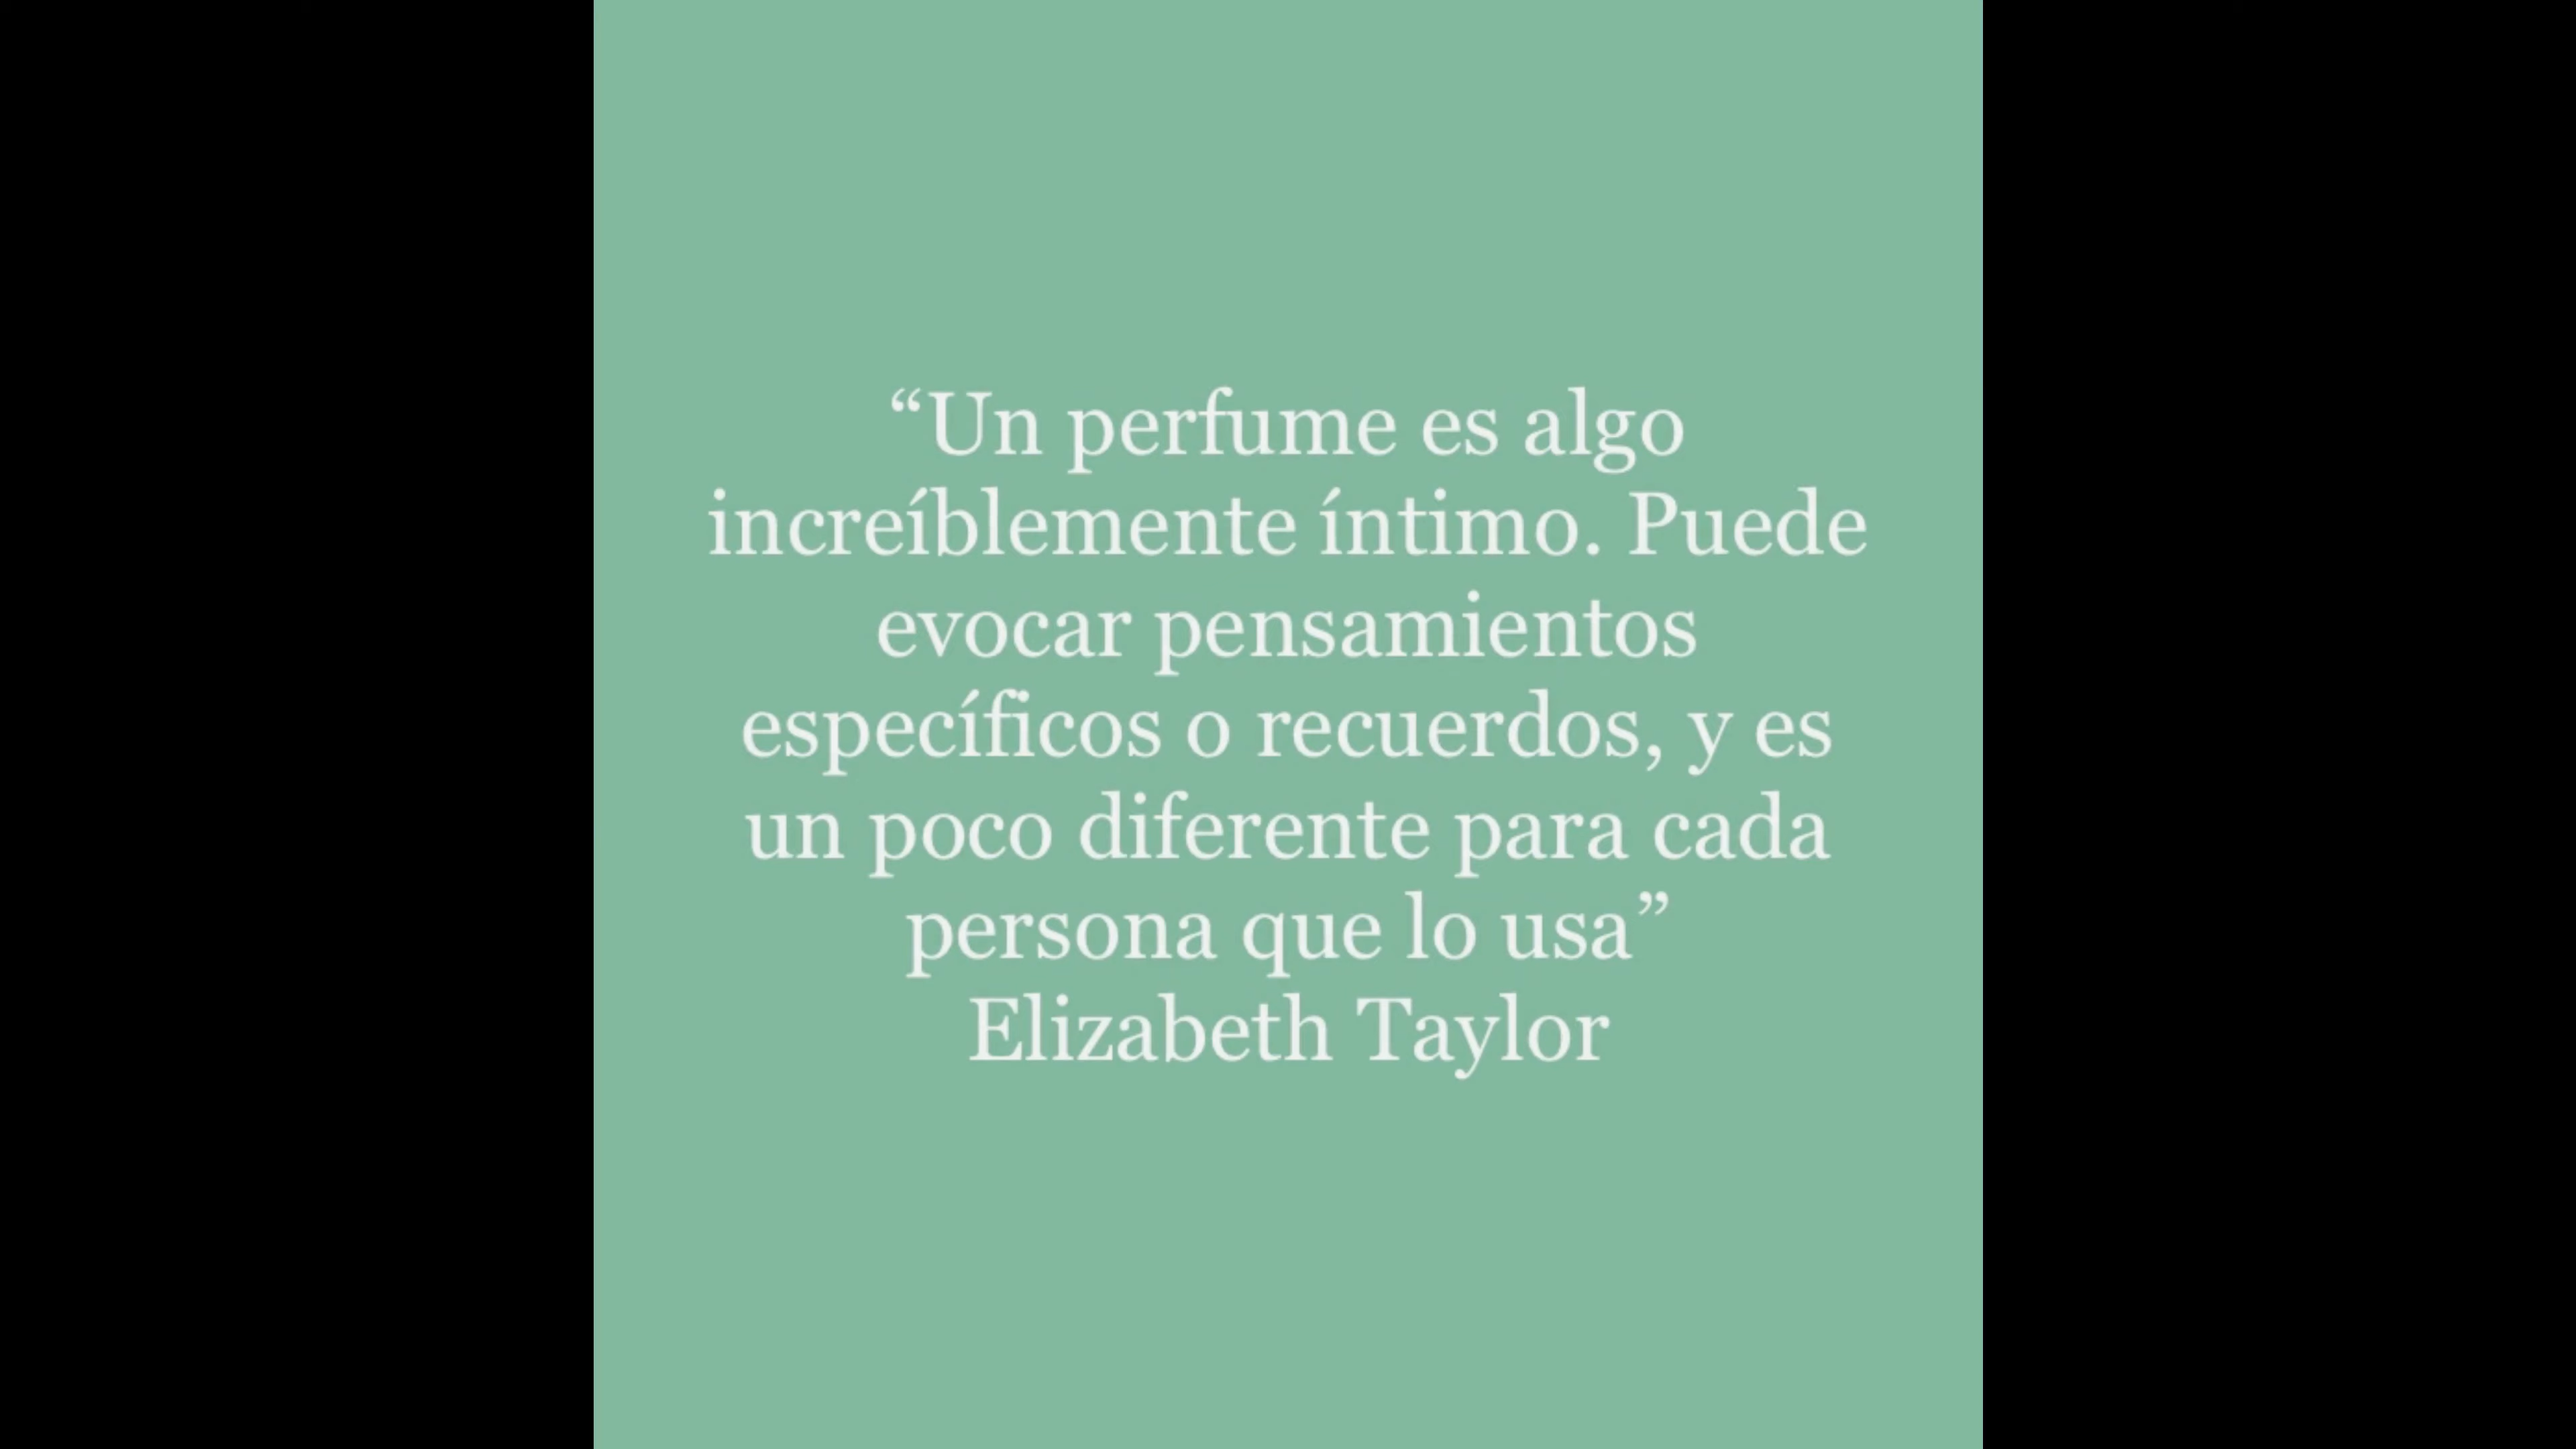 “Un perfume es algo
increíblemente íntimo. Puede
evocar pensamientos
específicos o recuerdos, y es
un poco diferente para cada
persona que lo usa”
Elizabeth Taylor